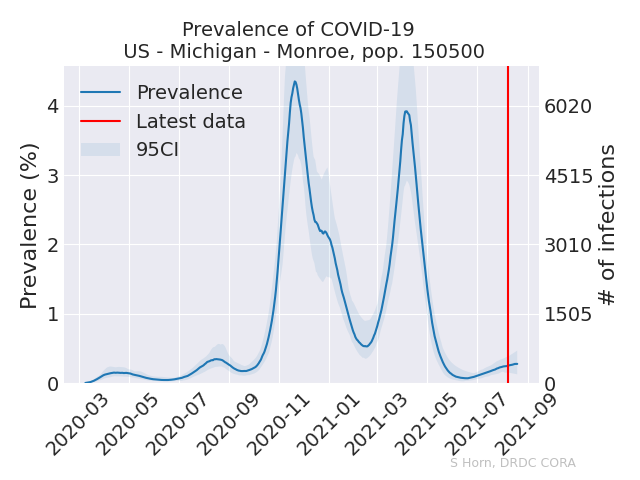 Prevalence of COVID-19
US - Michigan - Monroe, pop. 150500
Prevalence
Latest data
95CI
Prevalence (%)
4
3
2
1
0
6020
4515
3010
1505
0
# of infections
2020-03
2020-05
2020-07
2020-09
2020-11
2021-01
2021-03
2021-05
2021-07
2021-09
S Horn, DRDC CORA